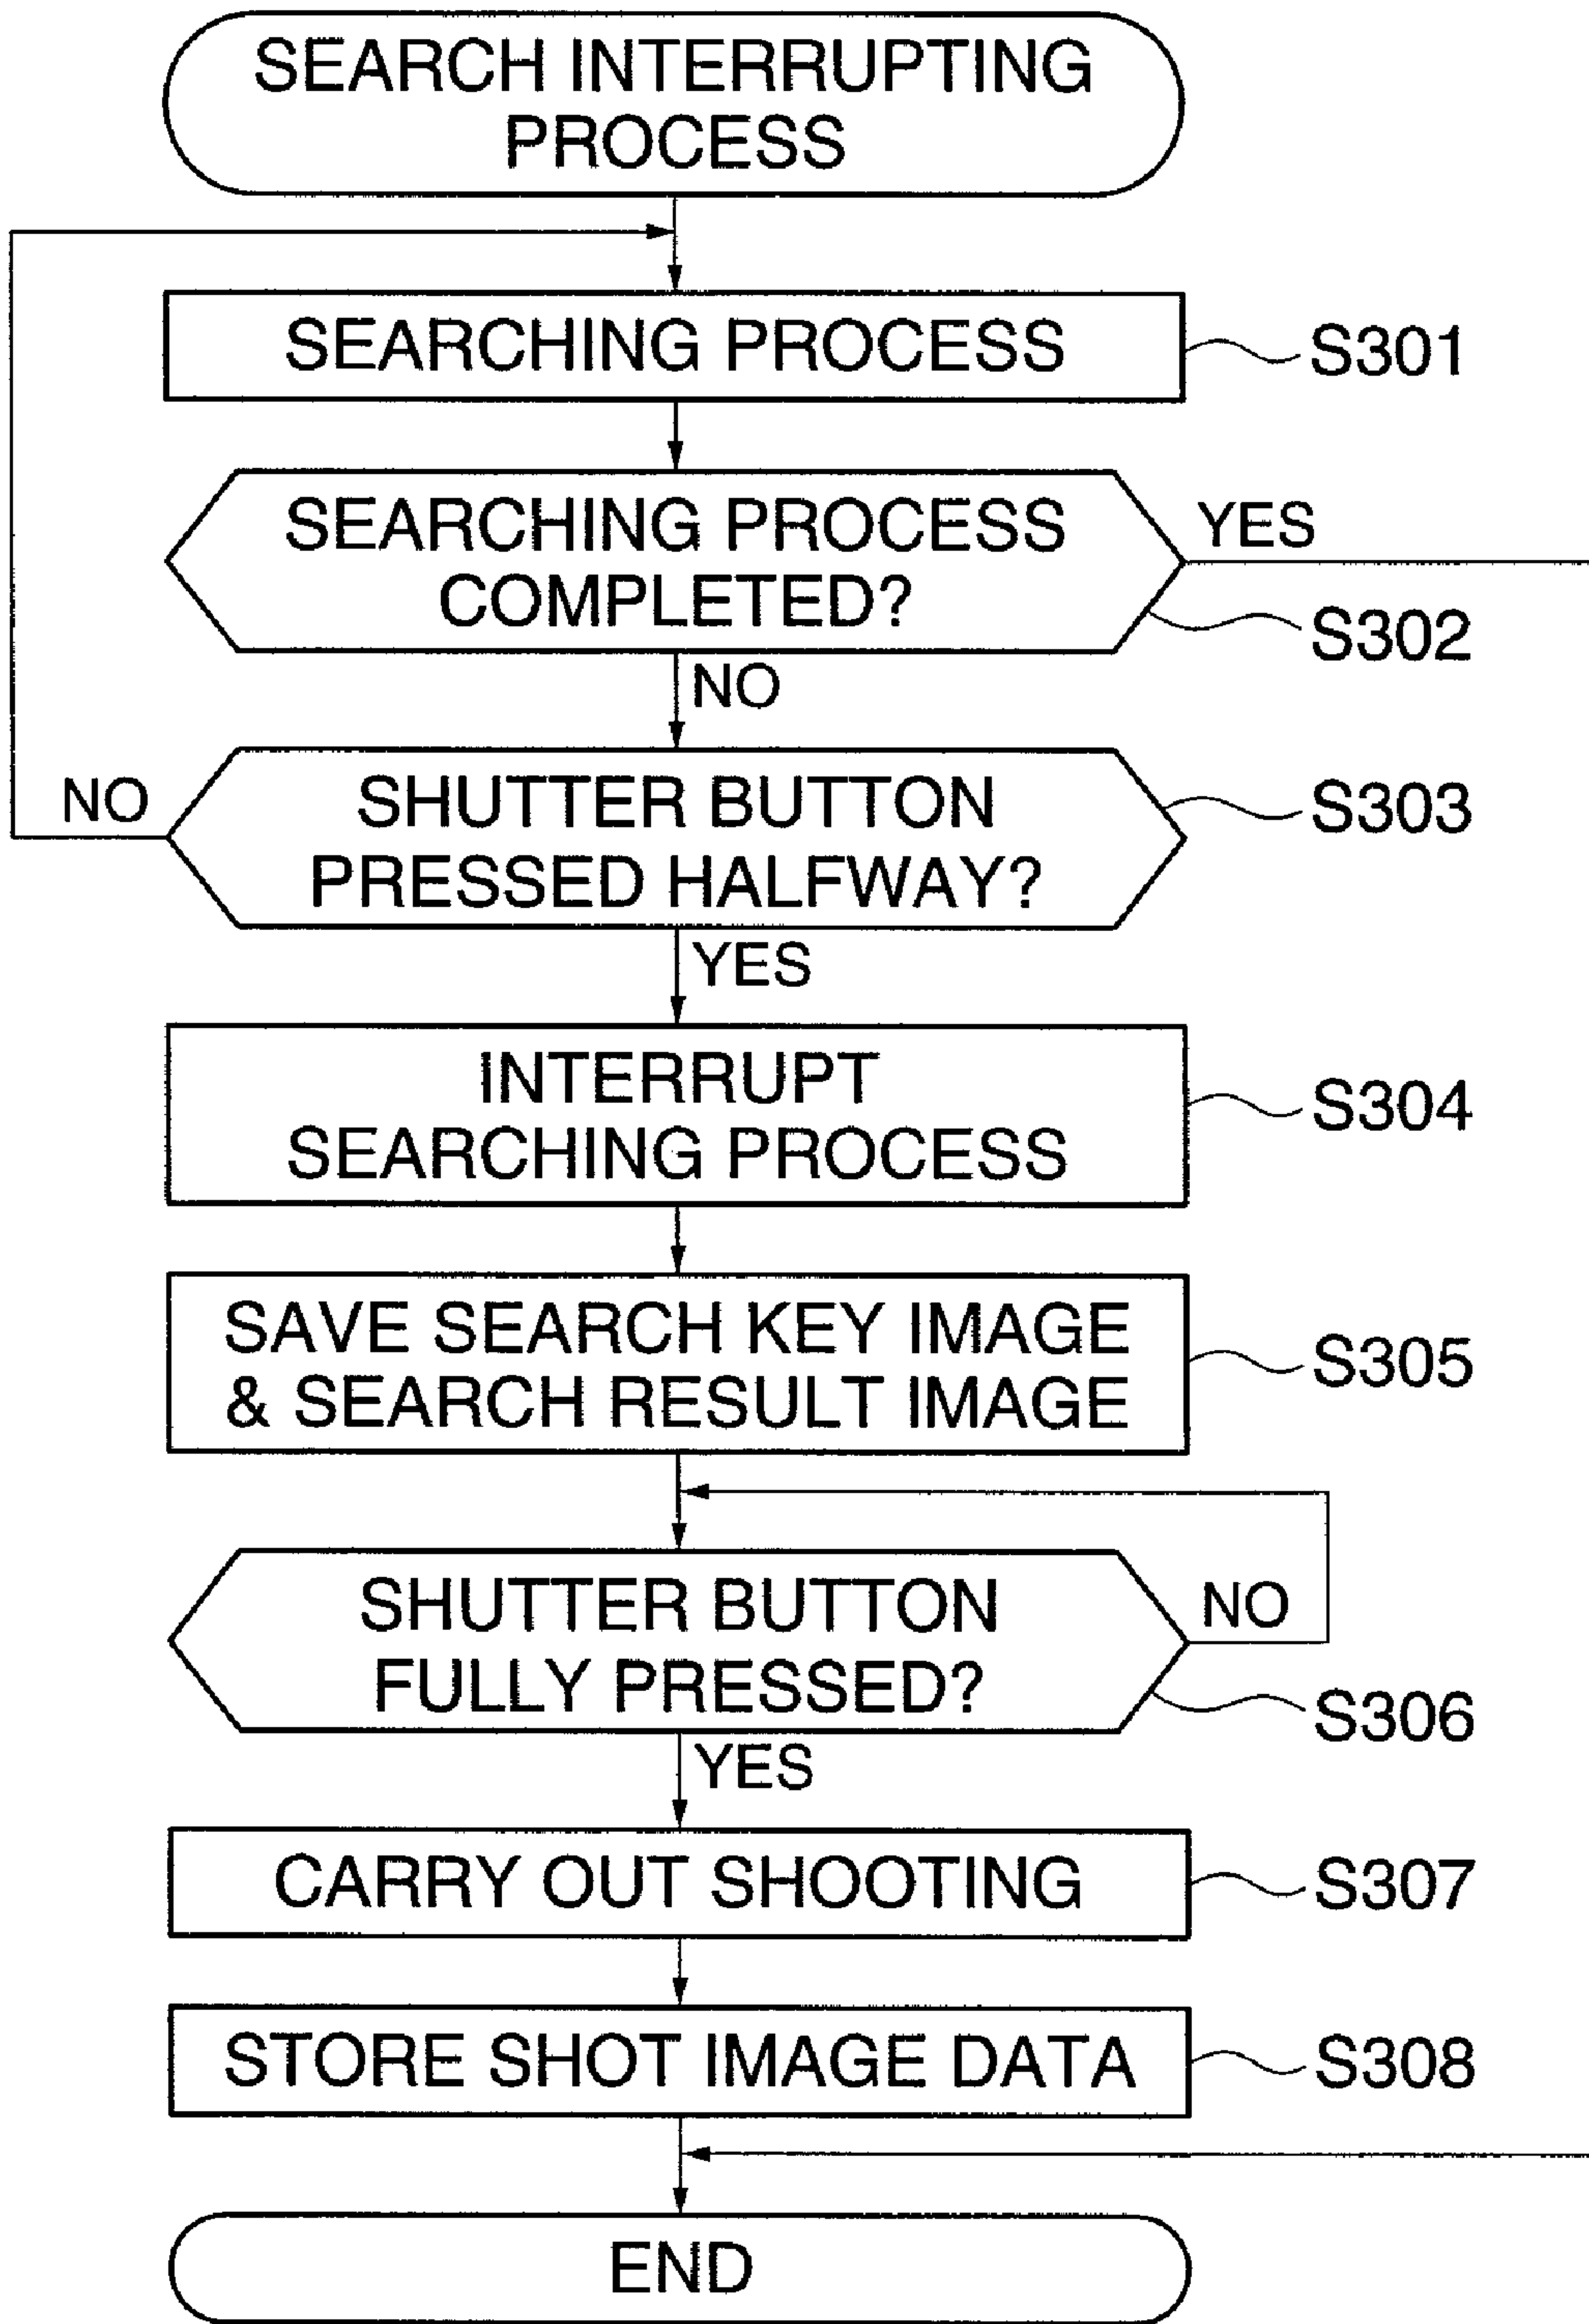 SEARCH INTERRUPTING
PROCESS
SEARCHING PROCESS
S301
SEARCHING PROCESS
COMPLETED?
YES
S302
NO
SHUTTER BUTTON
PRESSED HALFWAY?
NO
S303
YES
INTERRUPT
SEARCHING PROCESS
S304
SAVE SEARCH KEY IMAGE
& SEARCH RESULT IMAGE
S305
SHUTTER BUTTON
FULLY PRESSED?
NO
S306
YES
CARRY OUT SHOOTING
S307
STORE SHOT IMAGE DATA
S308
END